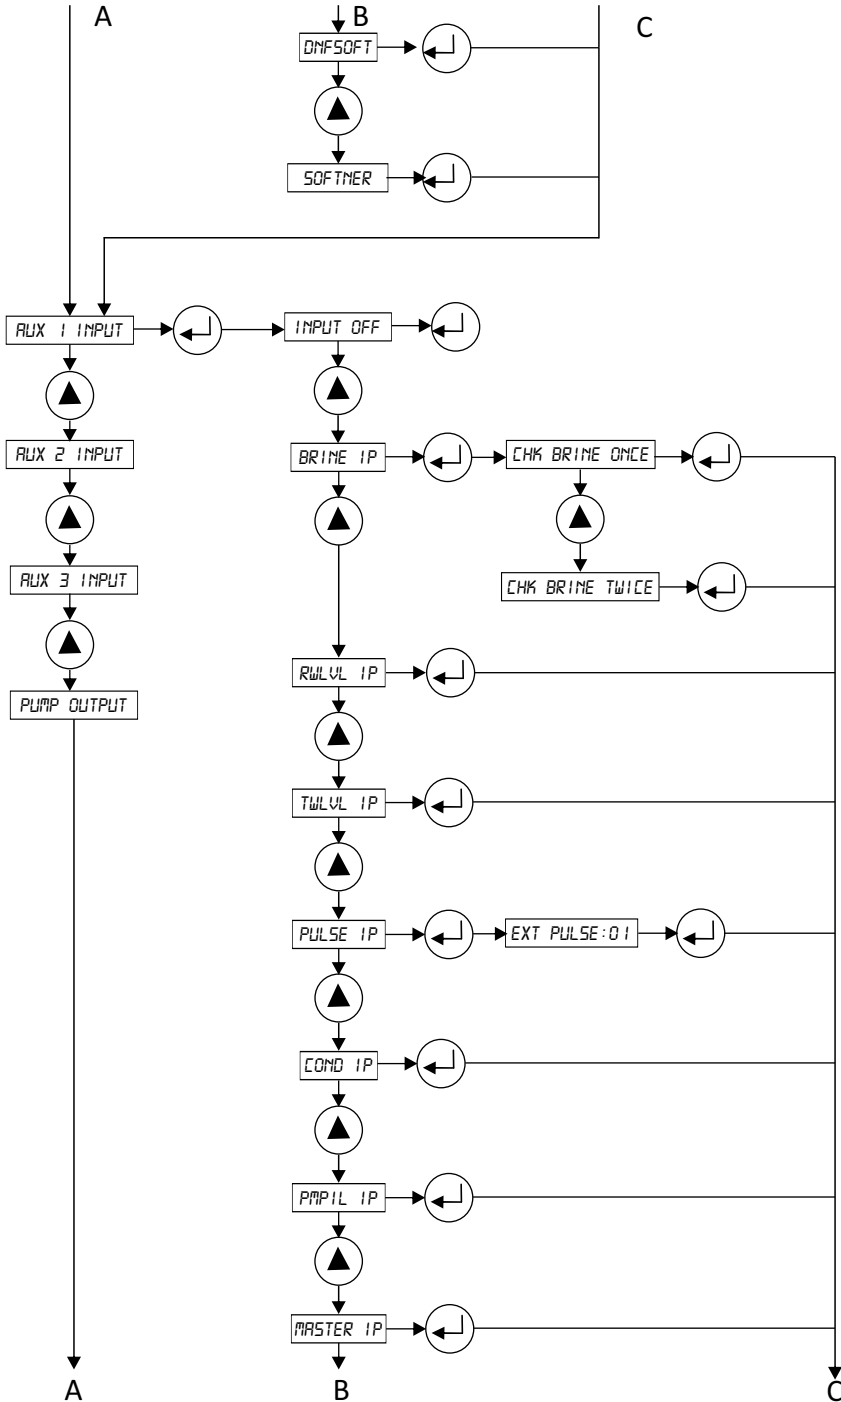 A
B
C
DNFSOFT
SOFTNER
AUX 1 INPUT
INPUT OFF
AUX 2 INPUT
BRINE IP
CHK BRINE ONCE
AUX 3 INPUT
CHK BRINE TWICE
RWLVL IP
PUMP OUTPUT
TWLVL IP
PULSE IP
EXT PULSE:01
COND IP
PMPIL IP
MASTER IP
A
B
C